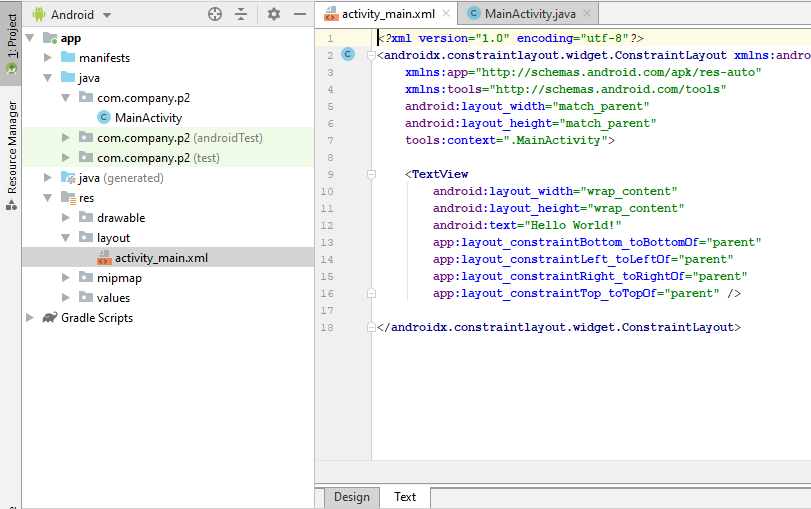 1: Project
Resource Manager
Android
app
manifests
java
com.company.p2
MainActivity
com.company.p2 (androidTest)
com.company.p2 (test)
java (generated)
res
drawable
layout
activity_main.xml
mipmap
values
Gradle Scripts
activity_main.xml
MainActivity.java
1 <?xml version="1.0" encoding="utf-8"?>
2 <androidx.constraintlayout.widget.ConstraintLayout xmlns:andro
3 xmlns:app="http://schemas.android.com/apk/res-auto"
4 xmlns:tools="http://schemas.android.com/tools"
5 android:layout_width="match_parent"
6 android:layout_height="match_parent"
7 tools:context=".MainActivity">
8
9 <TextView
10 android:layout_width="wrap_content"
11 android:layout_height="wrap_content"
12 android:text="Hello World!"
13 app:layout_constraintBottom_toBottomOf="parent"
14 app:layout_constraintLeft_toLeftOf="parent"
15 app:layout_constraintRight_toRightOf="parent"
16 app:layout_constraintTop_toTopOf="parent" />
17
18 </androidx.constraintlayout.widget.ConstraintLayout>
Design
Text